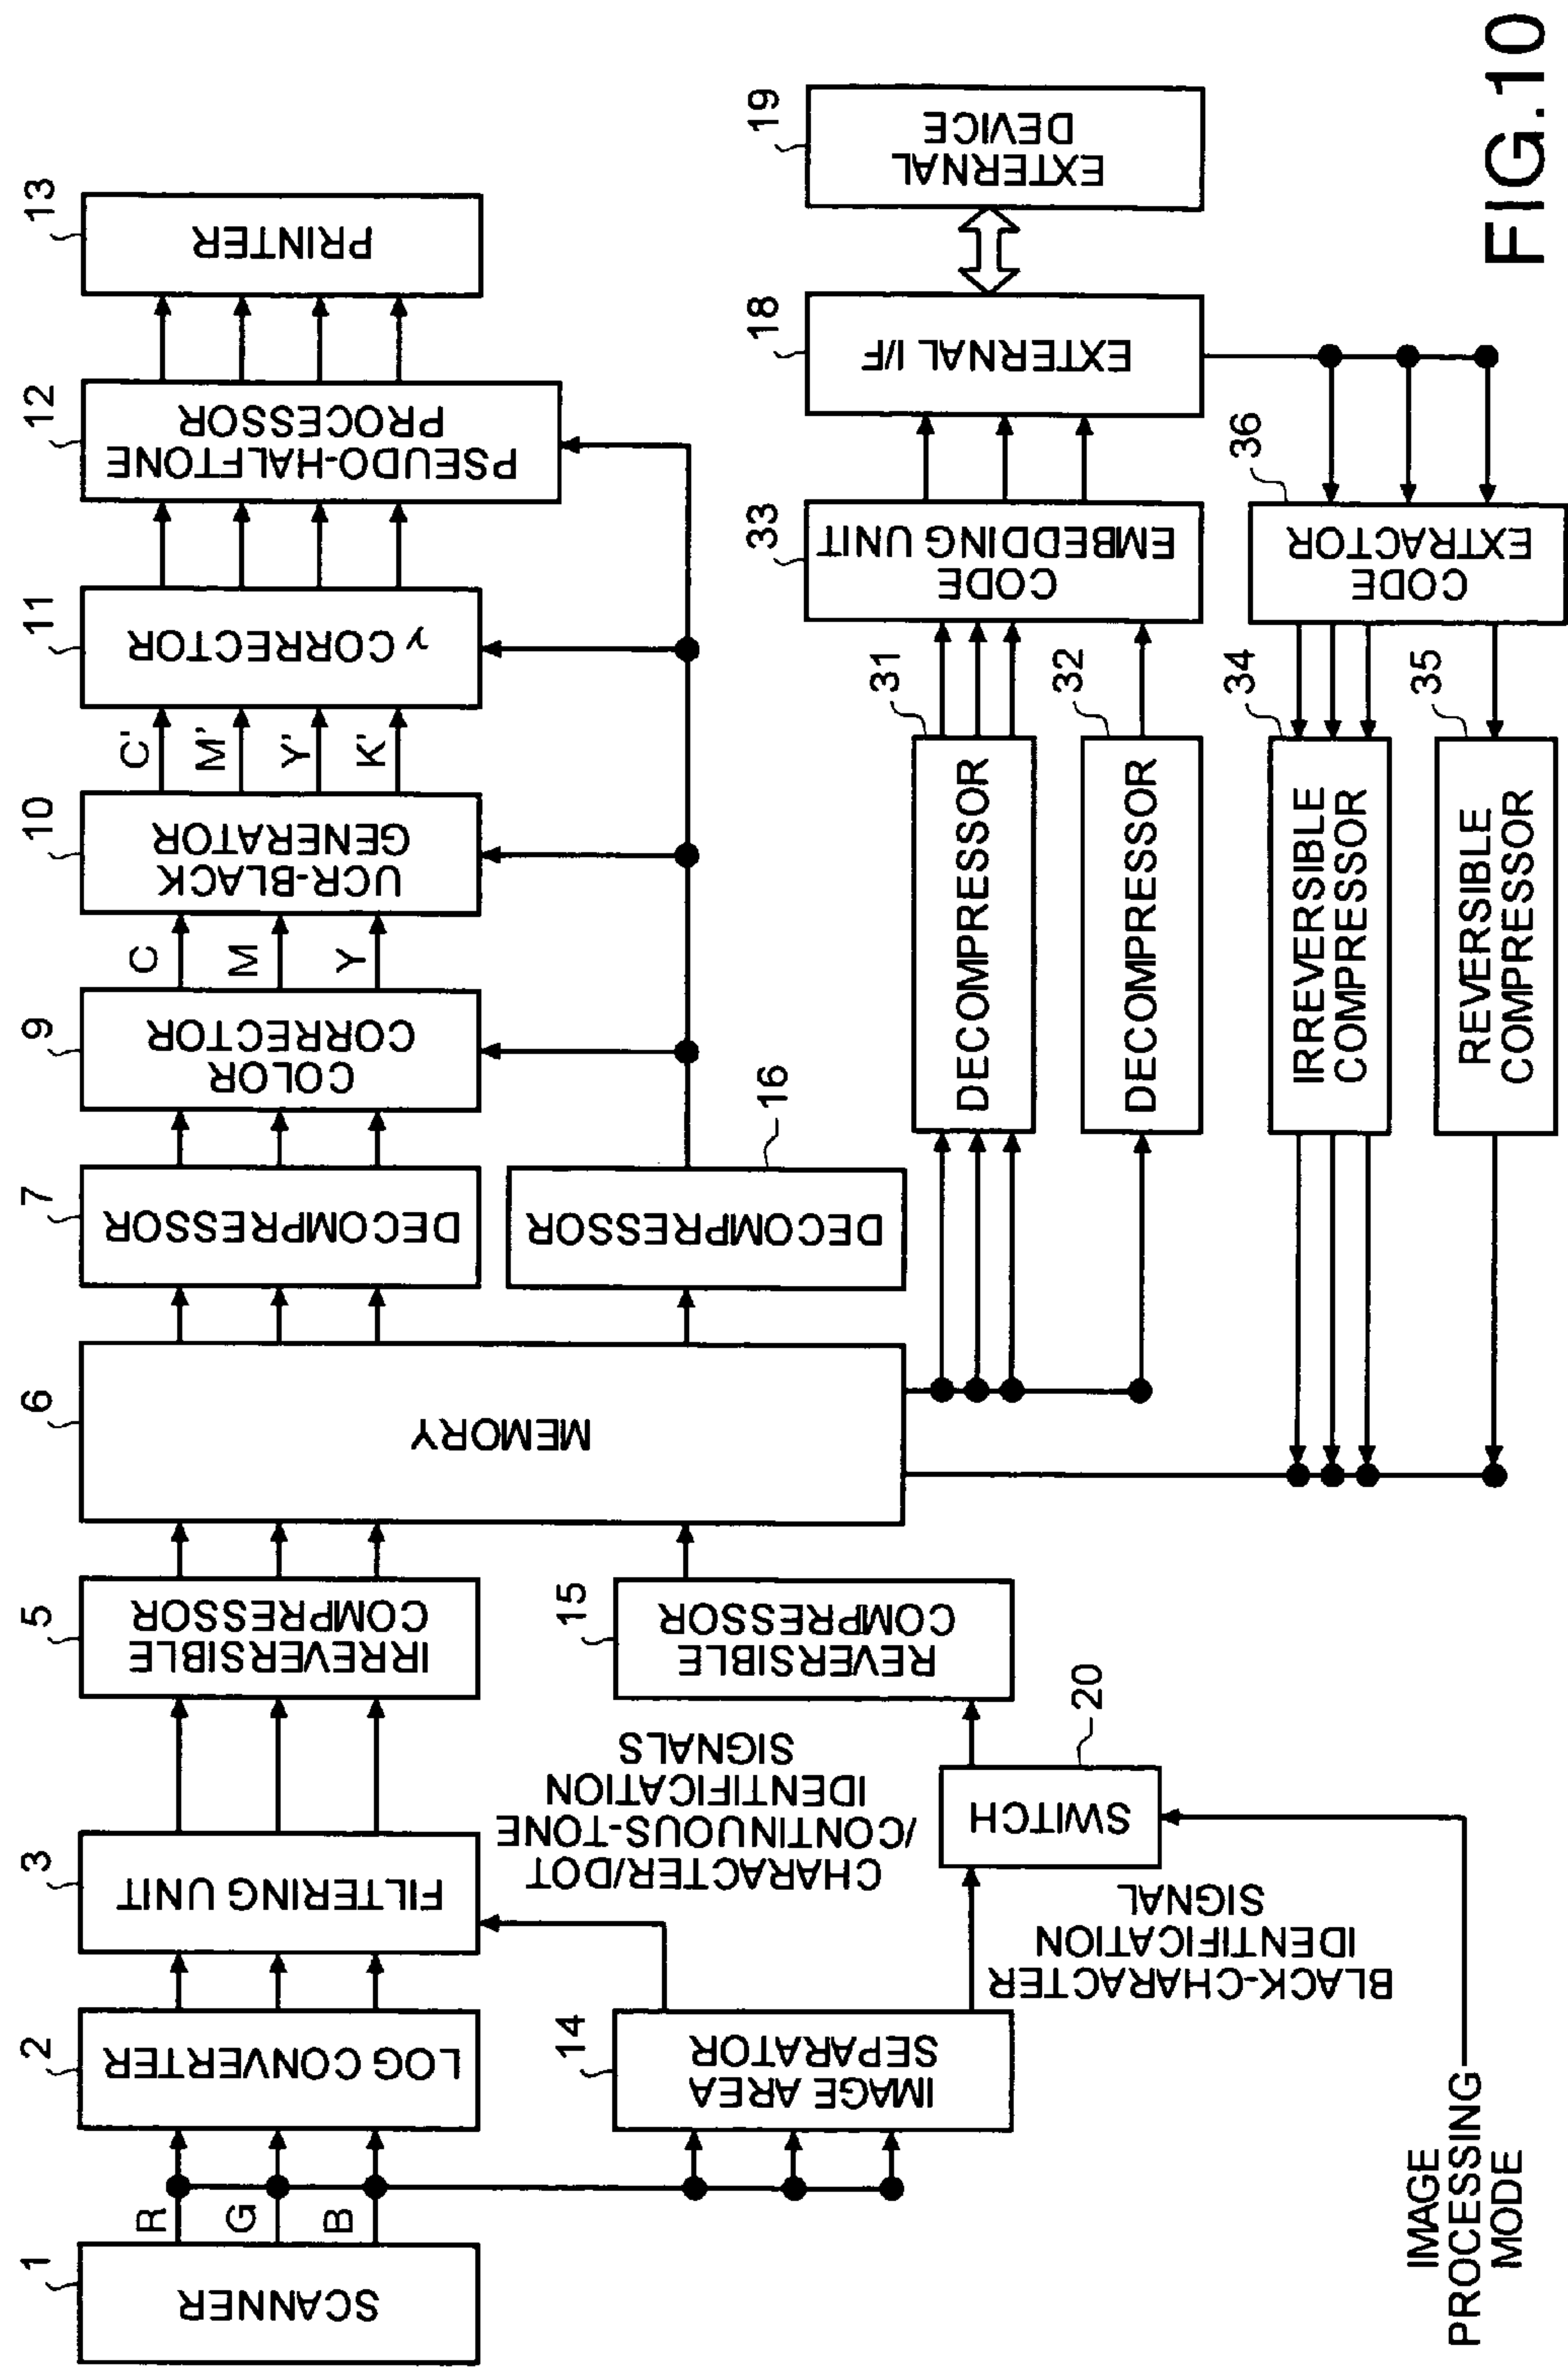 1
SCANNER
R
G
B
2
LOG CONVERTER
3
FILTERING UNIT
5
IRREVERSIBLE
COMPRESSOR
6
MEMORY
7
DECOMPRESSOR
9
COLOR
CORRECTOR
C
M
Y
10
UCR-BLACK
GENERATOR
C'
M'
Y'
K'
11
γ CORRECTOR
12
PSEUDO-HALFTONE
PROCESSOR
13
PRINTER
14
IMAGE AREA
SEPARATOR
CHARACTER/DOT
/CONTINUOUS-TONE
IDENTIFICATION
SIGNALS
BLACK-CHARACTER
IDENTIFICATION
SIGNAL
SWITCH
20
15
REVERSIBLE
COMPRESSOR
DECOMPRESSOR
16
IMAGE
PROCESSING
MODE
31
DECOMPRESSOR
32
DECOMPRESSOR
33
CODE
EMBEDDING UNIT
18
EXTERNAL I/F
19
EXTERNAL
DEVICE
34
IRREVERSIBLE
COMPRESSOR
35
REVERSIBLE
COMPRESSOR
36
CODE
EXTRACTOR
FIG.10